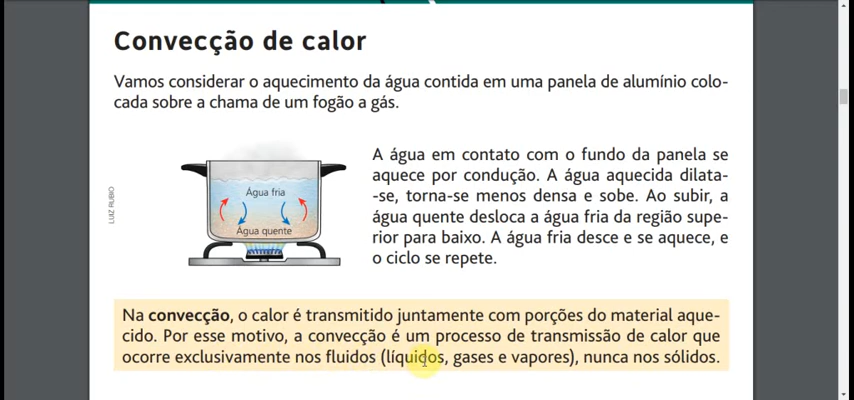 Convecção de calor
Vamos considerar o aquecimento da água contida em uma panela de alumínio colo-
cada sobre a chama de um fogão a gás.
A água em contato com o fundo da panela se
aquece por condução. A água aquecida dilata-
-se, torna-se menos densa e sobe. Ao subir, a
água quente desloca a água fria da região supe-
rior para baixo. A água fria desce e se aquece, e
o ciclo se repete.
LUIZ RUBIO
Água fria
Água quente
Na convecção, o calor é transmitido juntamente com porções do material aque-
cido. Por esse motivo, a convecção é um processo de transmissão de calor que
ocorre exclusivamente nos fluidos (líquidos, gases e vapores), nunca nos sólidos.